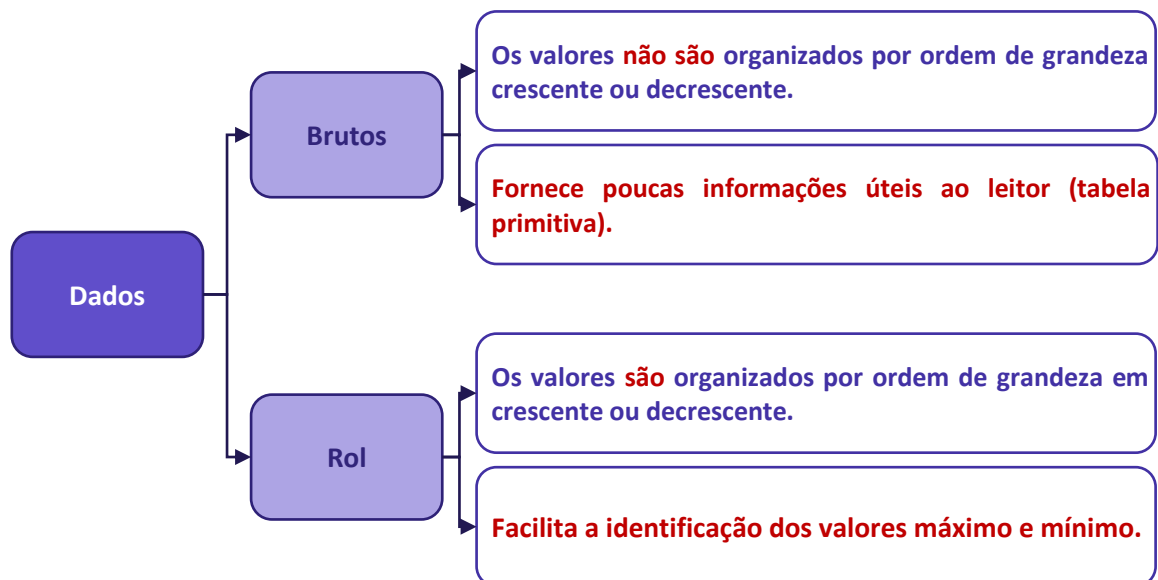 Dados
Brutos
Os valores não são organizados por ordem de grandeza
crescente ou decrescente.
Fornece poucas informações úteis ao leitor (tabela
primitiva).
Rol
Os valores são organizados por ordem de grandeza em
crescente ou decrescente.
Facilita a identificação dos valores máximo e mínimo.